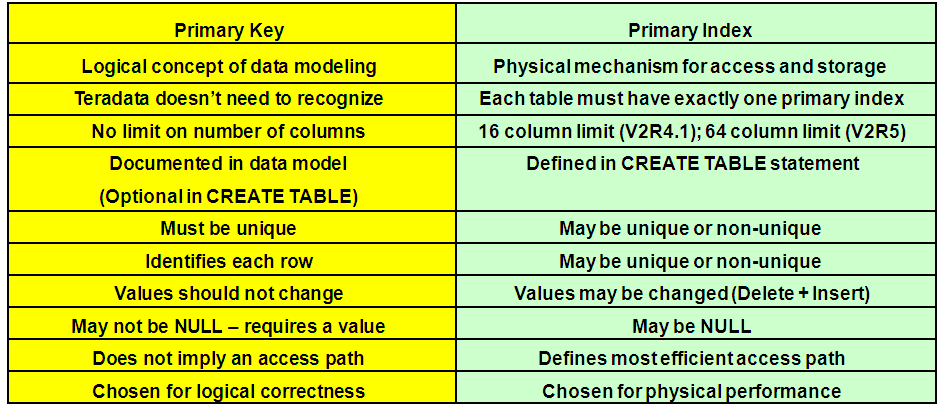 Primary Key
Primary Index
Logical concept of data modeling
Physical mechanism for access and storage
Teradata doesn’t need to recognize
Each table must have exactly one primary index
No limit on number of columns
16 column limit (V2R4.1); 64 column limit (V2R5)
Documented in data model
(Optional in CREATE TABLE)
Defined in CREATE TABLE statement
Must be unique
May be unique or non-unique
Identifies each row
May be unique or non-unique
Values should not change
Values may be changed (Delete + Insert)
May not be NULL – requires a value
May be NULL
Does not imply an access path
Defines most efficient access path
Chosen for logical correctness
Chosen for physical performance